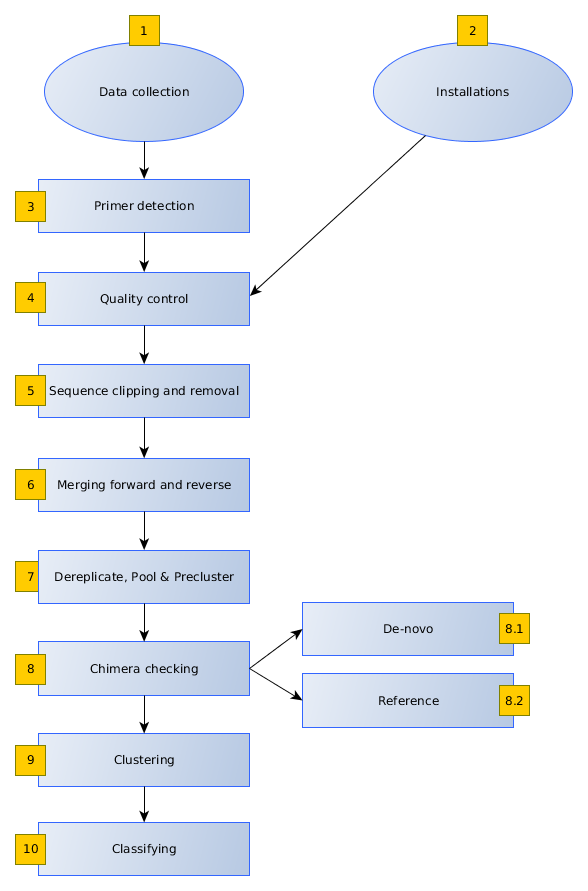 1
2
Data collection
Installations
3
Primer detection
4
Quality control
5
Sequence clipping and removal
6
Merging forward and reverse
7
Dereplicate, Pool & Precluster
De-novo
8.1
8
Chimera checking
Reference
8.2
9
Clustering
10
Classifying